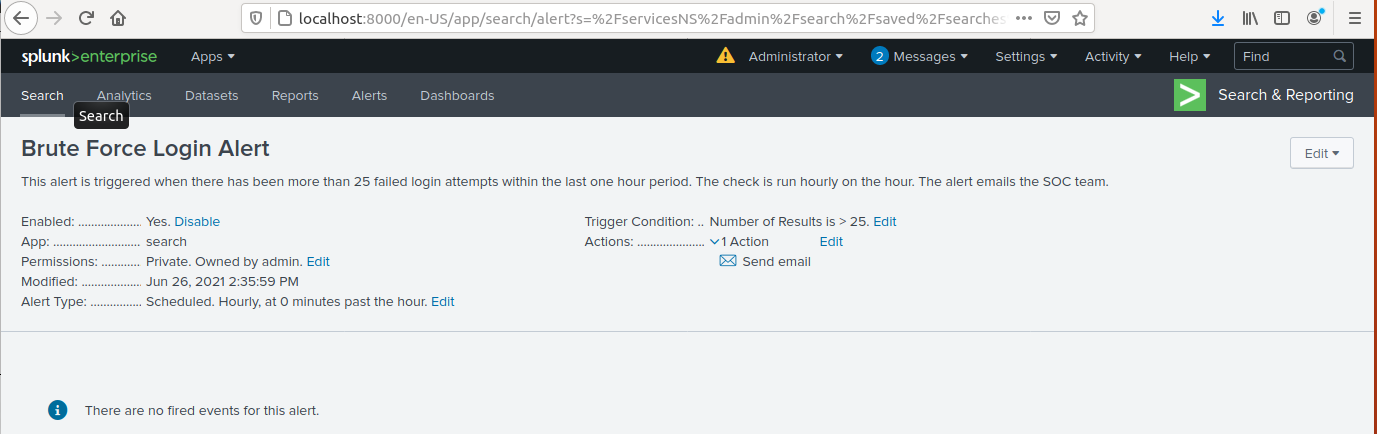 localhost:8000/en-US/app/search/alert?s=%2FservicesNS%2Fadmin%2Fsearch%2Fsaved%2Fsearches
splunk>enterprise Apps Administrator 2 Messages Settings Activity Help Find
Search Analytics Datasets Reports Alerts Dashboards > Search & Reporting
Search
Brute Force Login Alert Edit
This alert is triggered when there has been more than 25 failed login attempts within the last one hour period. The check is run hourly on the hour. The alert emails the SOC team.
Enabled: .................... Yes. Disable
App: ........................... search
Permissions: ............ Private. Owned by admin. Edit
Modified: ................... Jun 26, 2021 2:35:59 PM
Alert Type: ................ Scheduled. Hourly, at 0 minutes past the hour. Edit
Trigger Condition: .. Number of Results is > 25. Edit
Actions: ..................... 1 Action Edit
Send email
There are no fired events for this alert.